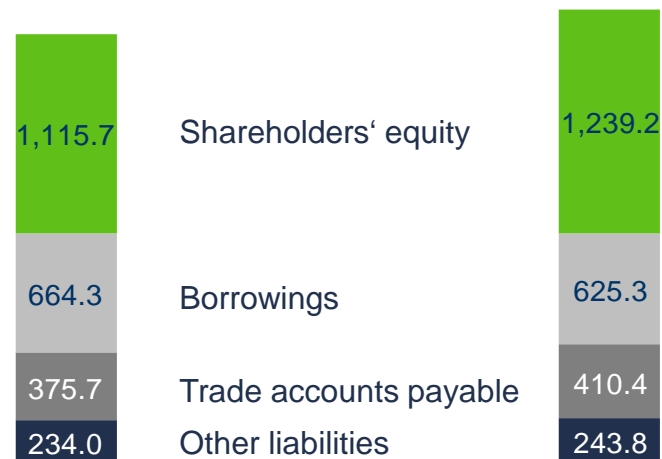 1,115.7 Shareholders‘ equity 1,239.2
664.3 Borrowings 625.3
375.7 Trade accounts payable 410.4
234.0 Other liabilities 243.8